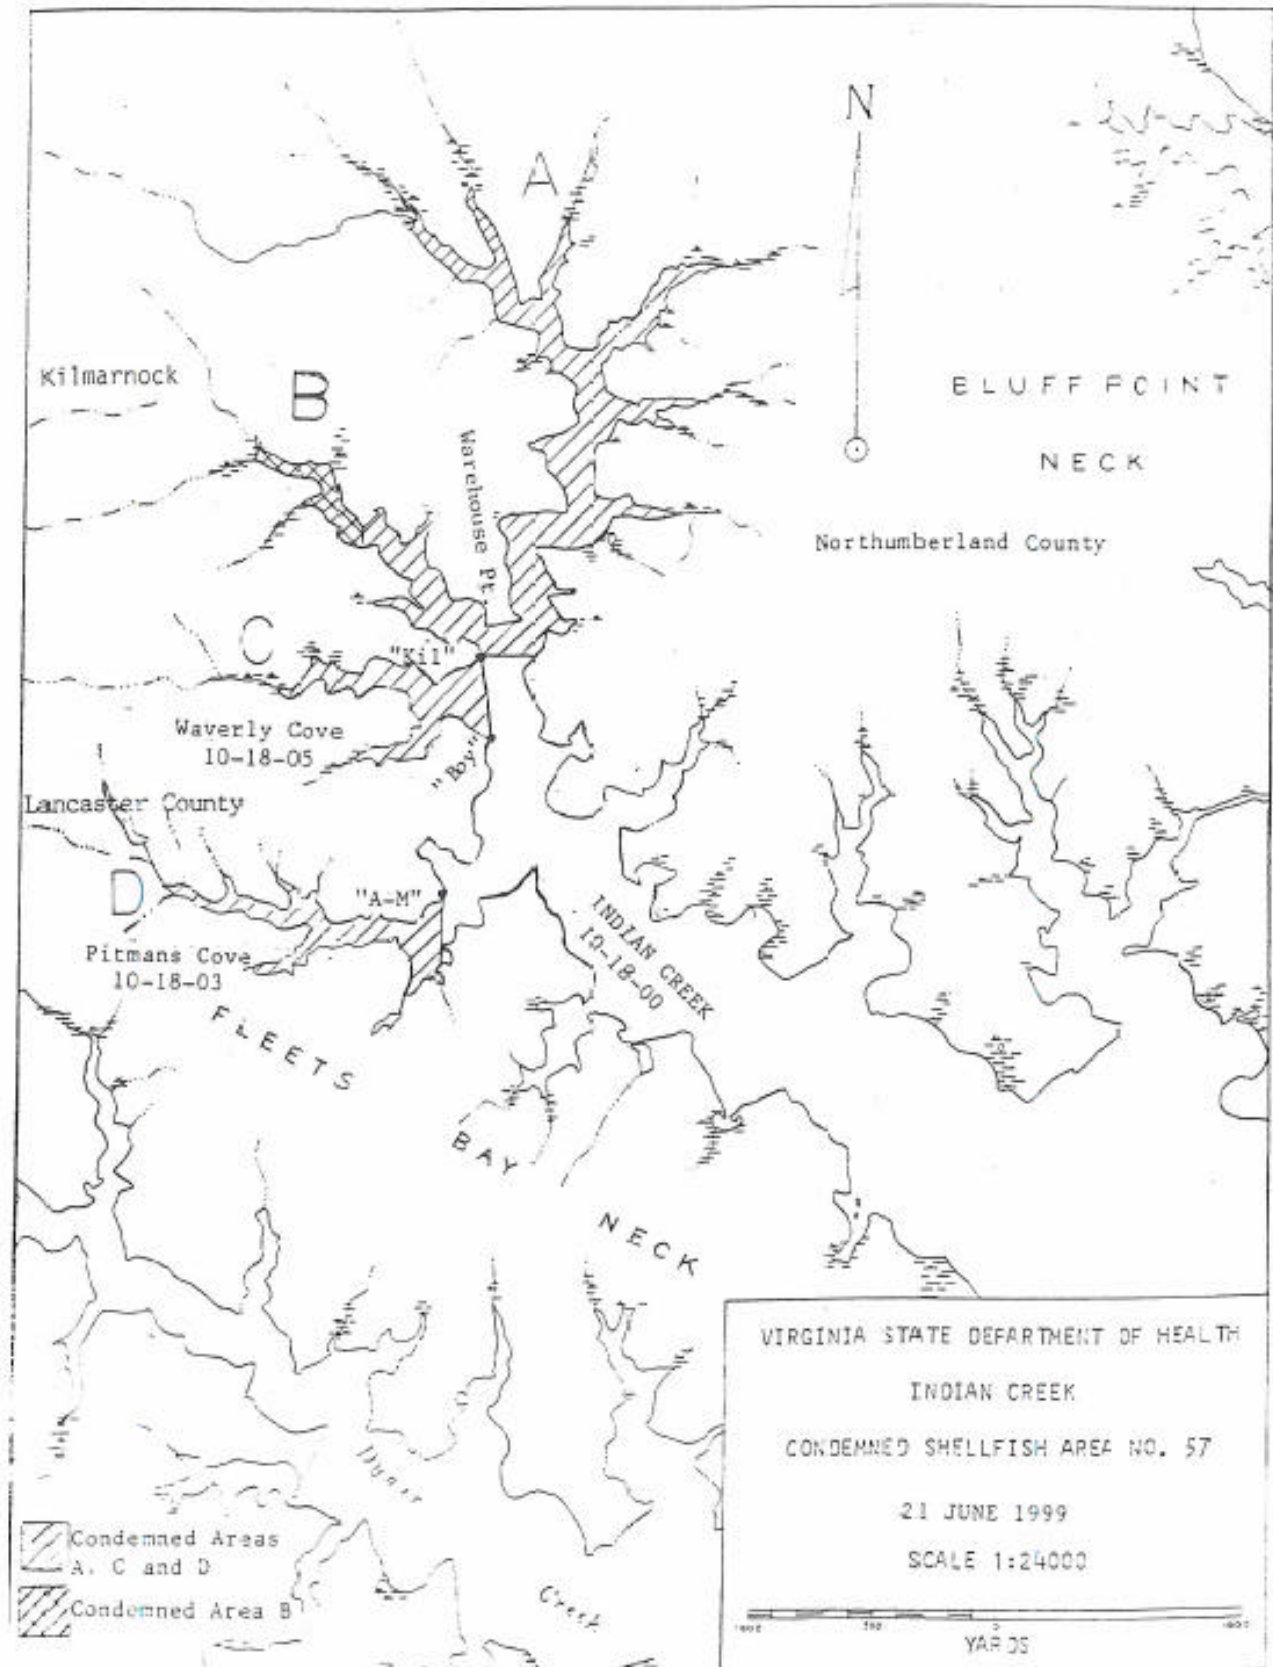 N
A
Kilmarnock
B
BLUFF POINT
NECK
Warehouse Pt.
Northumberland County
C
"Kil"
Waverly Cove
10-18-05
"Boy"
Lancaster County
D
"A-M"
INDIAN CREEK
10-18-00
Pitmans Cove
10-18-03
FLEETS
BAY
NECK
VIRGINIA STATE DEPARTMENT OF HEALTH
INDIAN CREEK
CONDEMNED SHELLFISH AREA NO. 57
21 JUNE 1999
SCALE 1:24000
YARDS
Condemned Areas
A, C and D
Condemned Area B